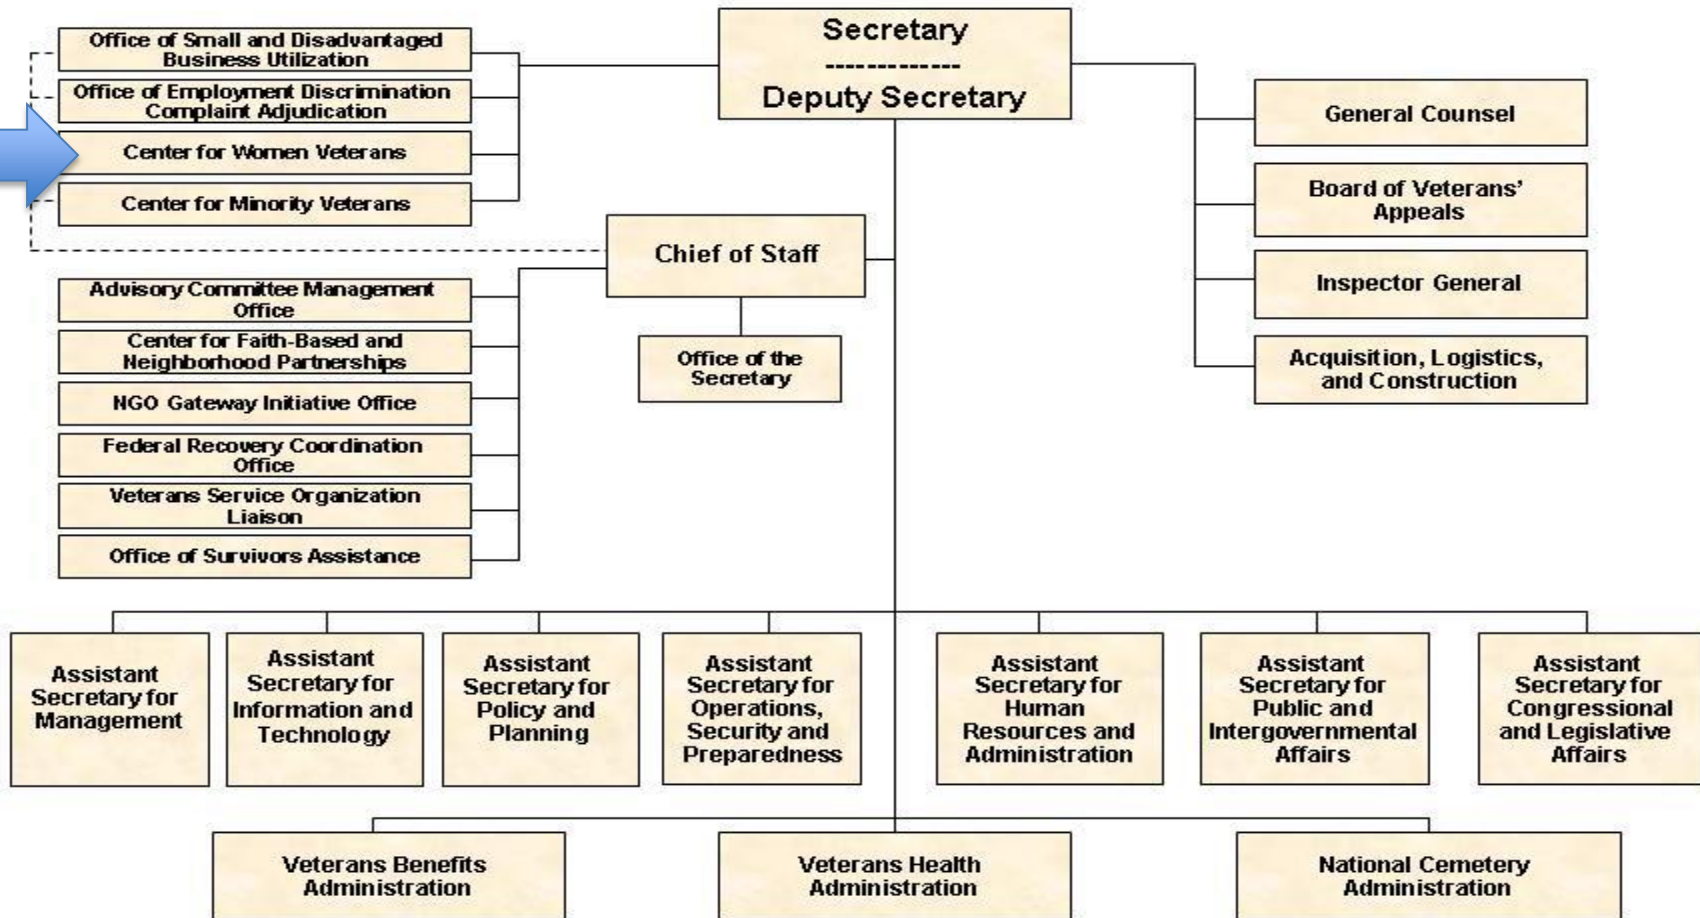 Secretary
-------------
Deputy Secretary
Office of Small and Disadvantaged
Business Utilization
Office of Employment Discrimination
Complaint Adjudication
Center for Women Veterans
Center for Minority Veterans
General Counsel
Board of Veterans’
Appeals
Inspector General
Acquisition, Logistics,
and Construction
Chief of Staff
Office of the
Secretary
Advisory Committee Management
Office
Center for Faith-Based and
Neighborhood Partnerships
NGO Gateway Initiative Office
Federal Recovery Coordination
Office
Veterans Service Organization
Liaison
Office of Survivors Assistance
Assistant
Secretary for
Management
Assistant
Secretary for
Information and
Technology
Assistant
Secretary for
Policy and
Planning
Assistant
Secretary for
Operations,
Security and
Preparedness
Assistant
Secretary for
Human
Resources and
Administration
Assistant
Secretary for
Public and
Intergovernmental
Affairs
Assistant
Secretary for
Congressional
and Legislative
Affairs
Veterans Benefits
Administration
Veterans Health
Administration
National Cemetery
Administration